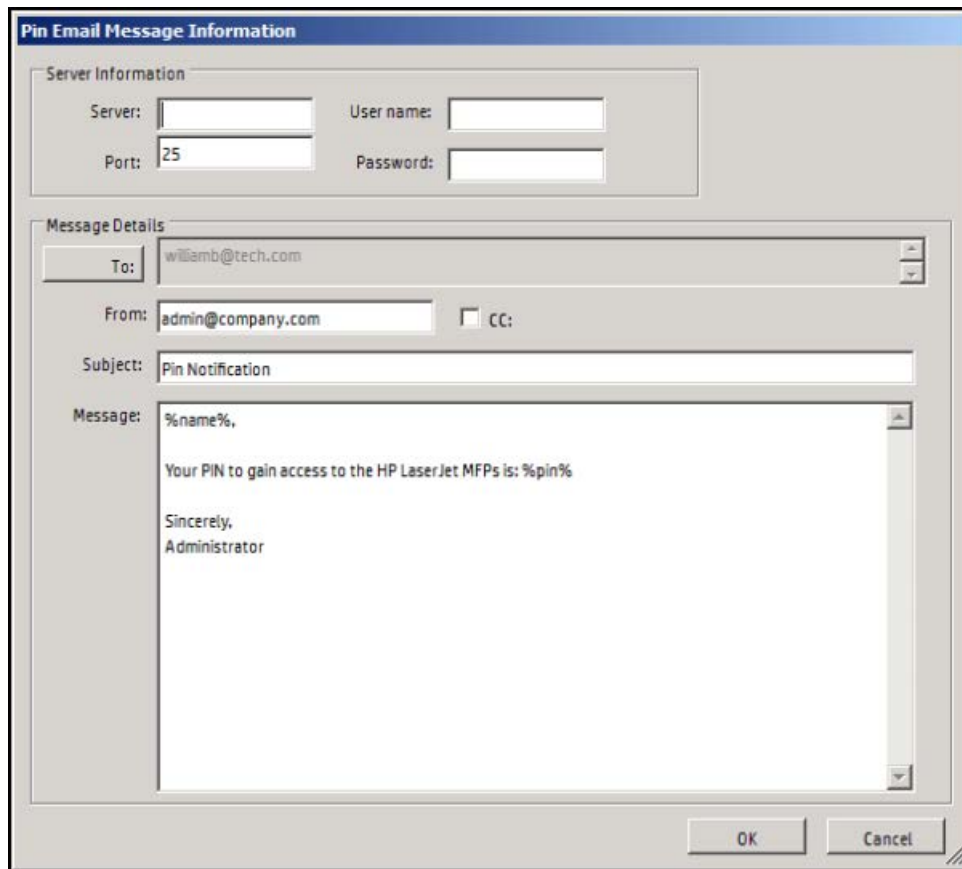 Pin Email Message Information
Server Information
Server:
User name:
Port: 25
Password:
Message Details
To: williamb@tech.com
From: admin@company.com CC:
Subject: Pin Notification
Message: %name%,
Your PIN to gain access to the HP LaserJet MFPs is: %pin%
Sincerely,
Administrator
OK Cancel